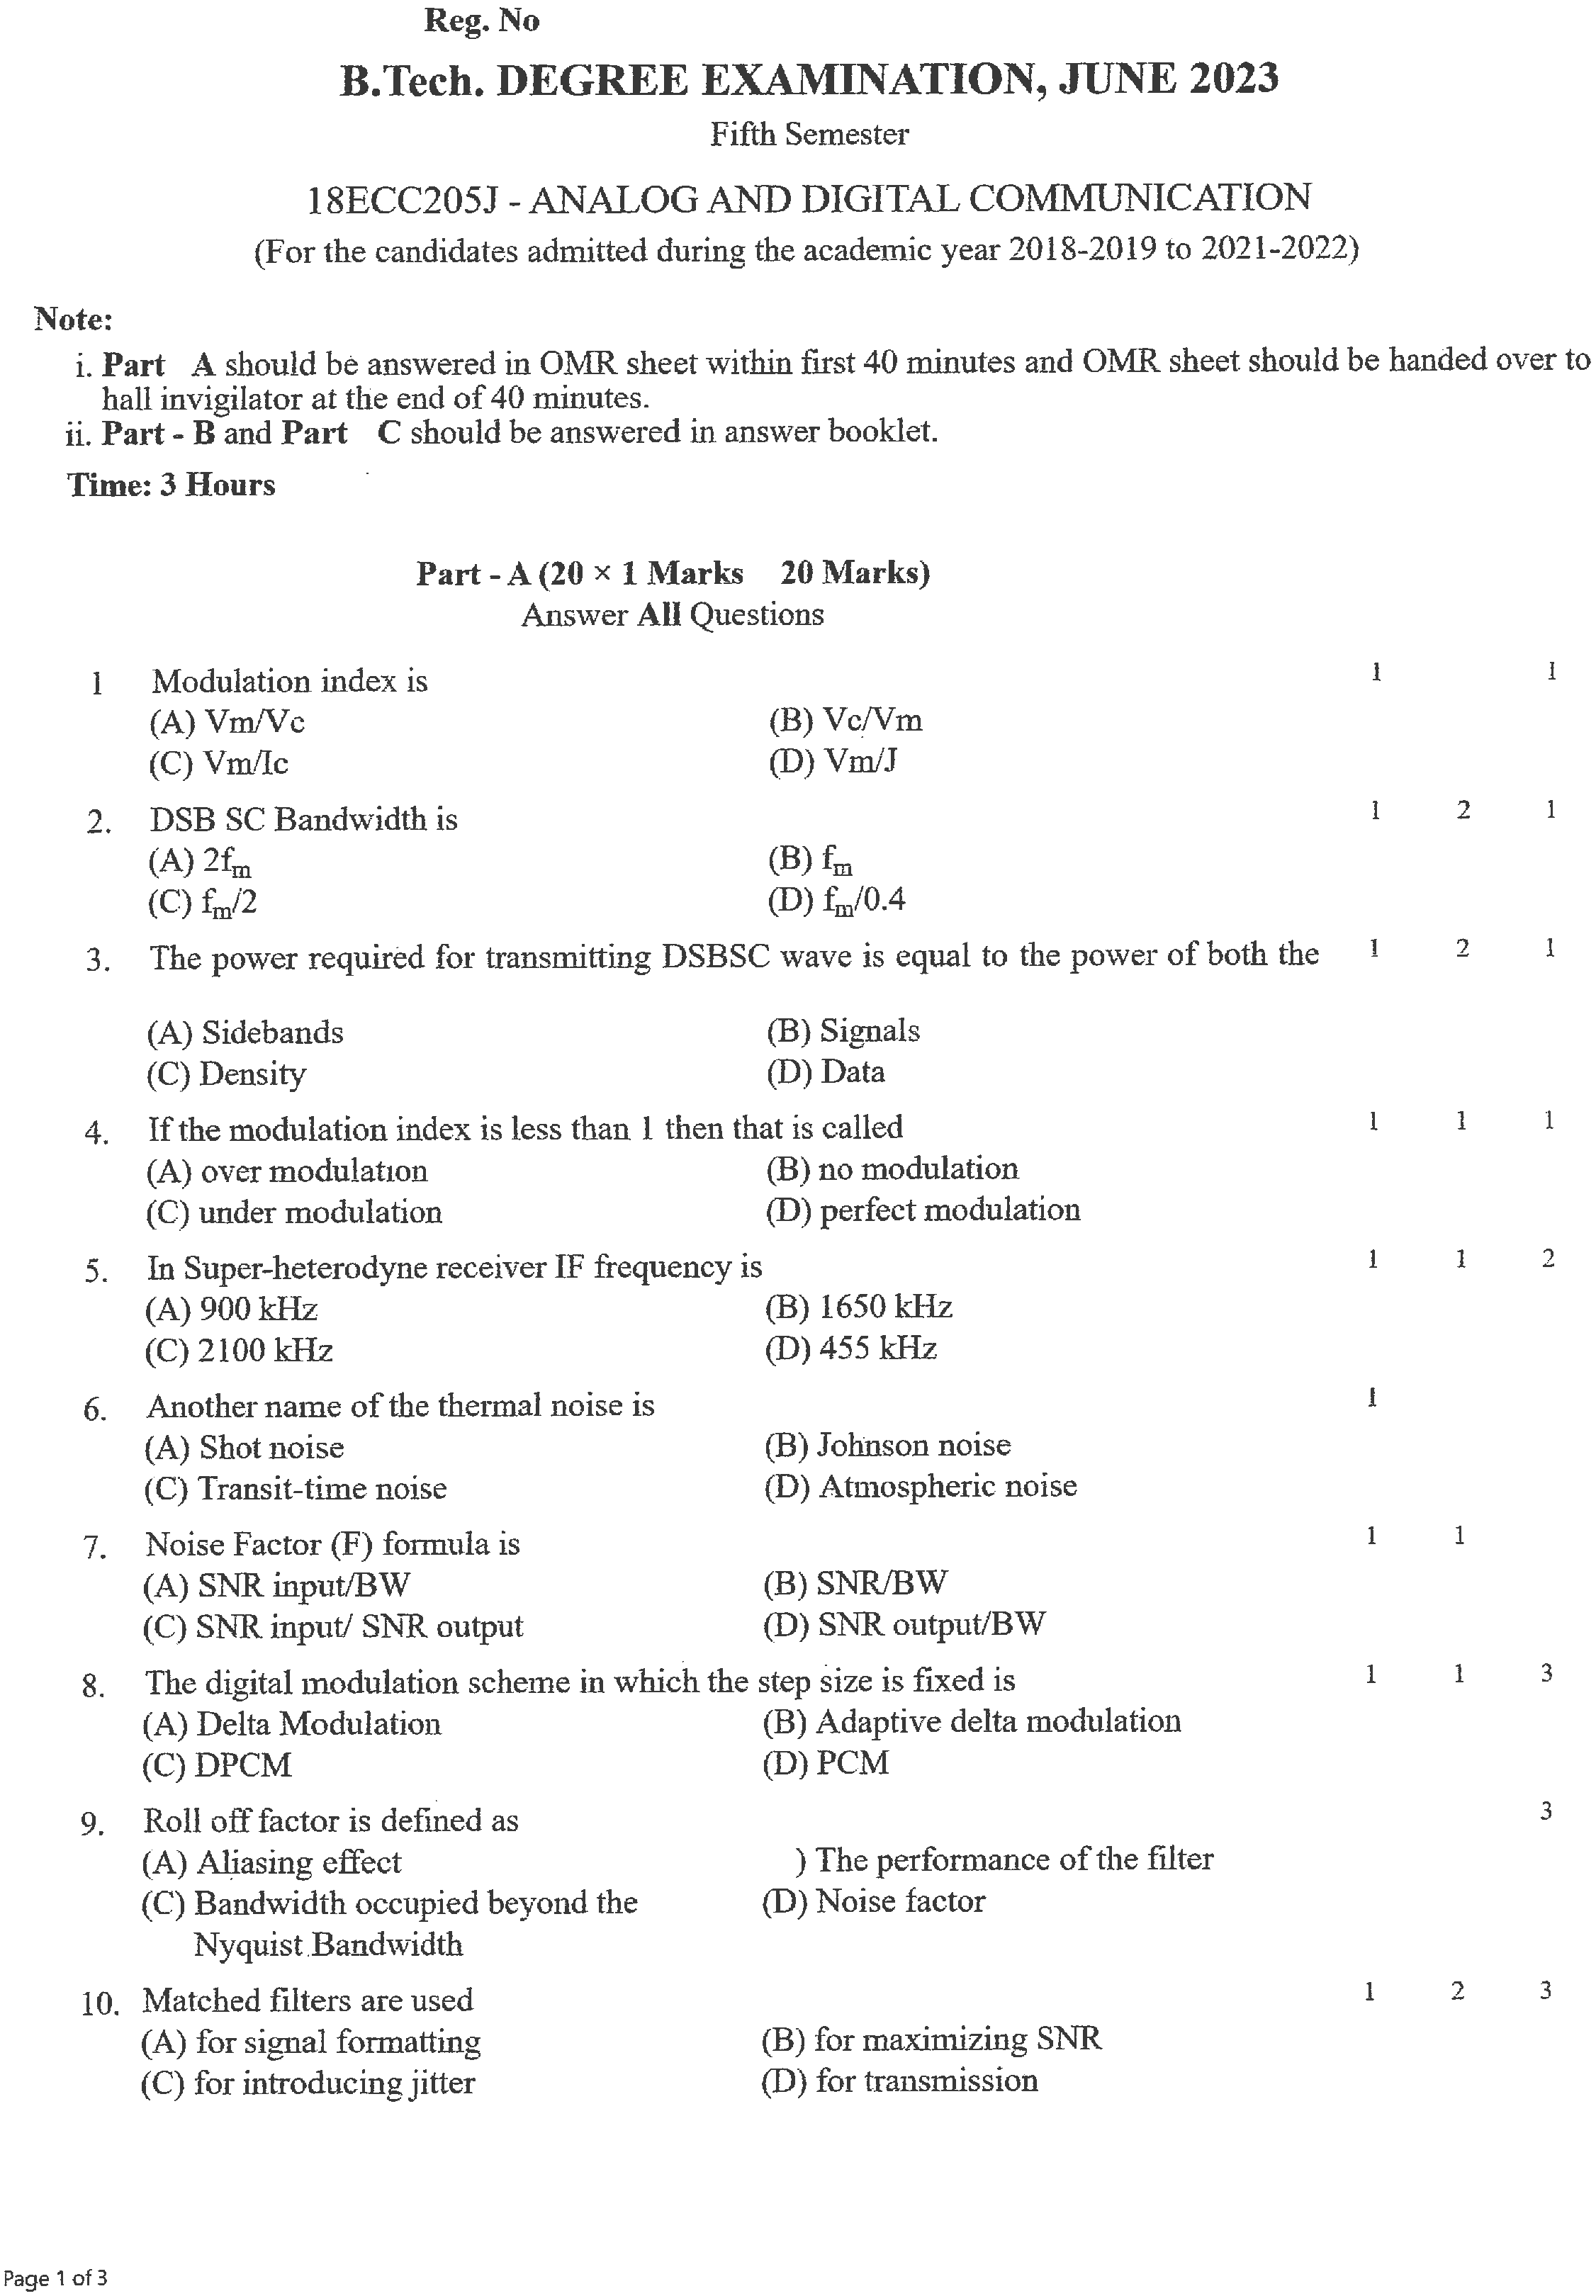 Reg. No
B.Tech. DEGREE EXAMINATION, JUNE 2023
Fifth Semester
18ECC205J - ANALOG AND DIGITAL COMMUNICATION
(For the candidates admitted during the academic year 2018-2019 to 2021-2022)
Note:
i. Part A should be answered in OMR sheet within first 40 minutes and OMR sheet should be handed over to
hall invigilator at the end of 40 minutes.
ii. Part - B and Part C should be answered in answer booklet.
Time: 3 Hours
Part - A (20 × 1 Marks 20 Marks)
Answer All Questions
1 Modulation index is 1 1
(A) Vm/Vc (B) Vc/Vm
(C) Vm/Ic (D) Vm/J
2. DSB SC Bandwidth is 1 2 1
(A) 2fm (B) fm
(C) fm/2 (D) fm/0.4
3. The power required for transmitting DSBSC wave is equal to the power of both the 1 2 1
(A) Sidebands (B) Signals
(C) Density (D) Data
4. If the modulation index is less than 1 then that is called 1 1 1
(A) over modulation (B) no modulation
(C) under modulation (D) perfect modulation
5. In Super-heterodyne receiver IF frequency is 1 1 2
(A) 900 kHz (B) 1650 kHz
(C) 2100 kHz (D) 455 kHz
6. Another name of the thermal noise is 1
(A) Shot noise (B) Johnson noise
(C) Transit-time noise (D) Atmospheric noise
7. Noise Factor (F) formula is 1 1
(A) SNR input/BW (B) SNR/BW
(C) SNR input/ SNR output (D) SNR output/BW
8. The digital modulation scheme in which the step size is fixed is 1 1 3
(A) Delta Modulation (B) Adaptive delta modulation
(C) DPCM (D) PCM
9. Roll off factor is defined as 3
(A) Aliasing effect ) The performance of the filter
(C) Bandwidth occupied beyond the (D) Noise factor
Nyquist Bandwidth
10. Matched filters are used 1 2 3
(A) for signal formatting (B) for maximizing SNR
(C) for introducing jitter (D) for transmission
Page 1 of 3